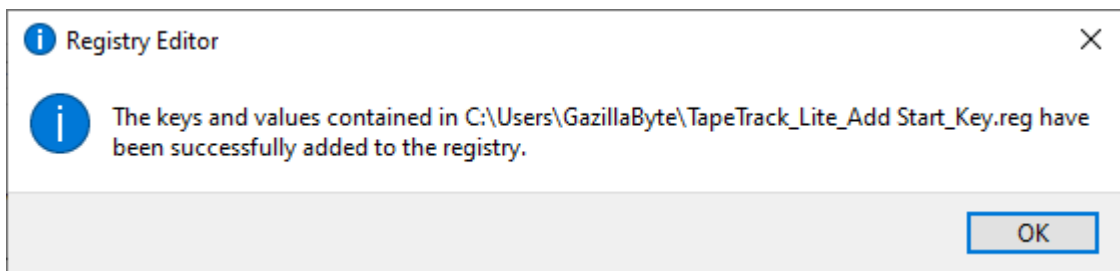 Registry Editor
The keys and values contained in C:\Users\GazillaByte\TapeTrack_Lite_Add Start_Key.reg have
been successfully added to the registry.
OK